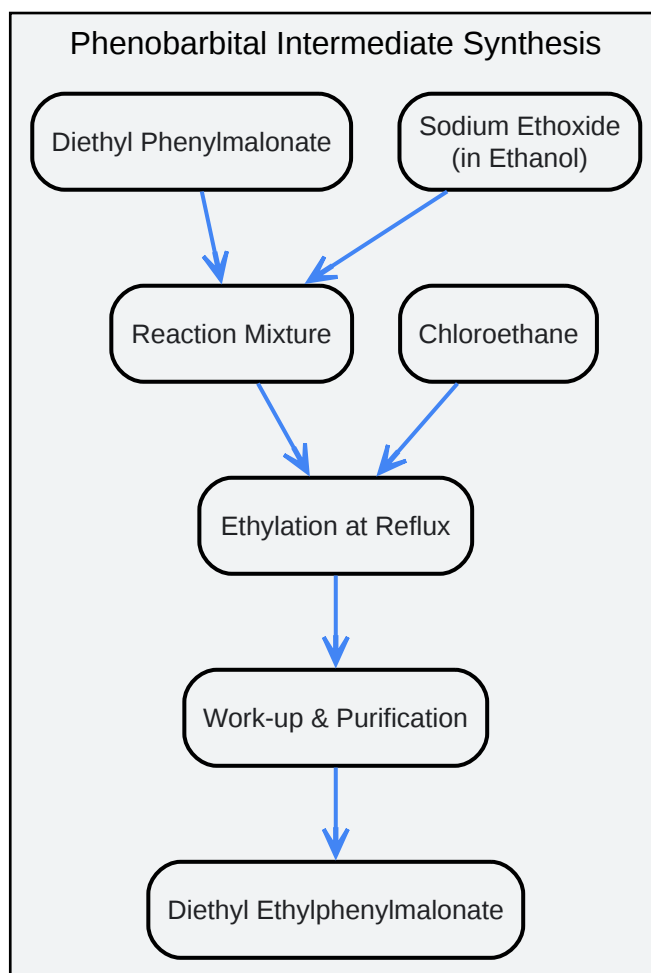 Phenobarbital Intermediate Synthesis
Diethyl Phenylmalonate
Sodium Ethoxide
(in Ethanol)
Reaction Mixture
Chloroethane
Ethylation at Reflux
Work-up & Purification
Diethyl Ethylphenylmalonate